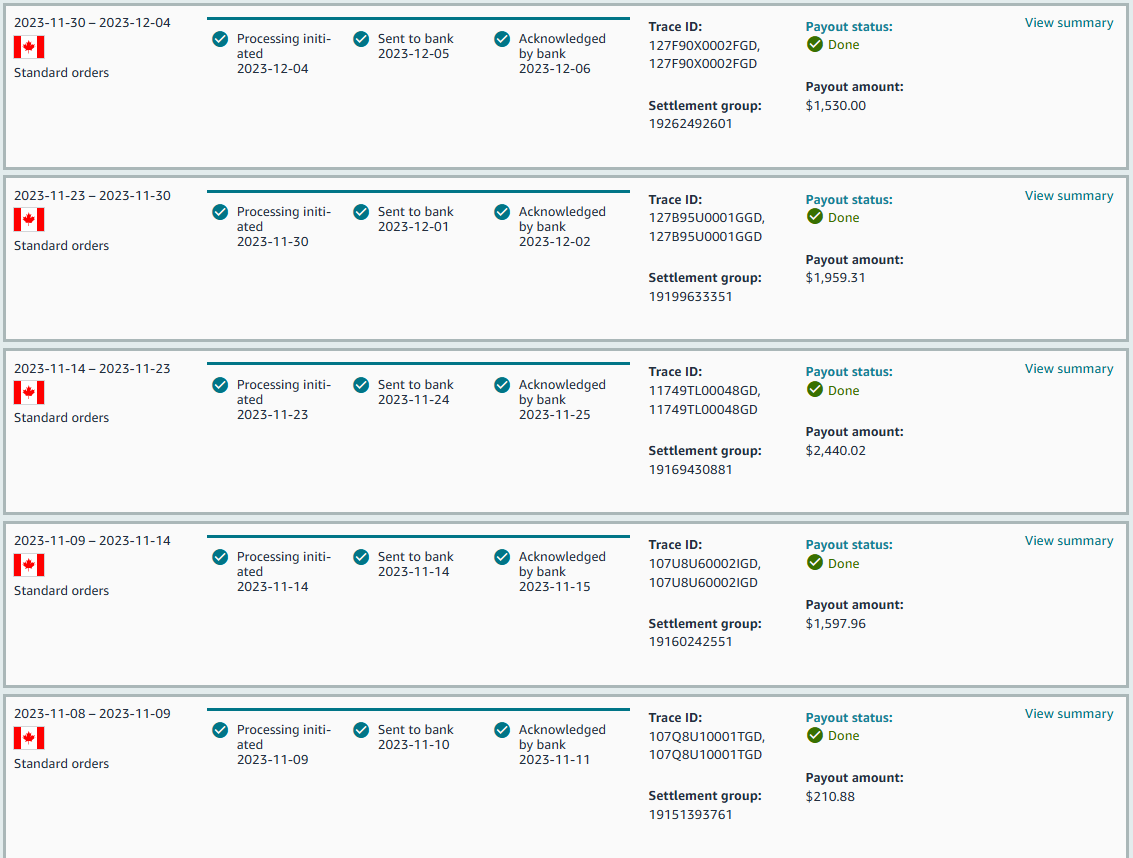 2023-11-30 – 2023-12-04
Standard orders
Processing initi-
ated
2023-12-04
Sent to bank
2023-12-05
Acknowledged
by bank
2023-12-06
Trace ID:
127F90X0002FGD,
127F90X0002FGD
Settlement group:
19262492601
Payout status:
Done
Payout amount:
$1,530.00
View summary
2023-11-23 – 2023-11-30
Standard orders
Processing initi-
ated
2023-11-30
Sent to bank
2023-12-01
Acknowledged
by bank
2023-12-02
Trace ID:
127B95U0001GGD,
127B95U0001GGD
Settlement group:
19199633351
Payout status:
Done
Payout amount:
$1,959.31
View summary
2023-11-14 – 2023-11-23
Standard orders
Processing initi-
ated
2023-11-23
Sent to bank
2023-11-24
Acknowledged
by bank
2023-11-25
Trace ID:
11749TL00048GD,
11749TL00048GD
Settlement group:
19169430881
Payout status:
Done
Payout amount:
$2,440.02
View summary
2023-11-09 – 2023-11-14
Standard orders
Processing initi-
ated
2023-11-14
Sent to bank
2023-11-14
Acknowledged
by bank
2023-11-15
Trace ID:
107U8U60002IGD,
107U8U60002IGD
Settlement group:
19160242551
Payout status:
Done
Payout amount:
$1,597.96
View summary
2023-11-08 – 2023-11-09
Standard orders
Processing initi-
ated
2023-11-09
Sent to bank
2023-11-10
Acknowledged
by bank
2023-11-11
Trace ID:
107Q8U10001TGD,
107Q8U10001TGD
Settlement group:
19151393761
Payout status:
Done
Payout amount:
$210.88
View summary